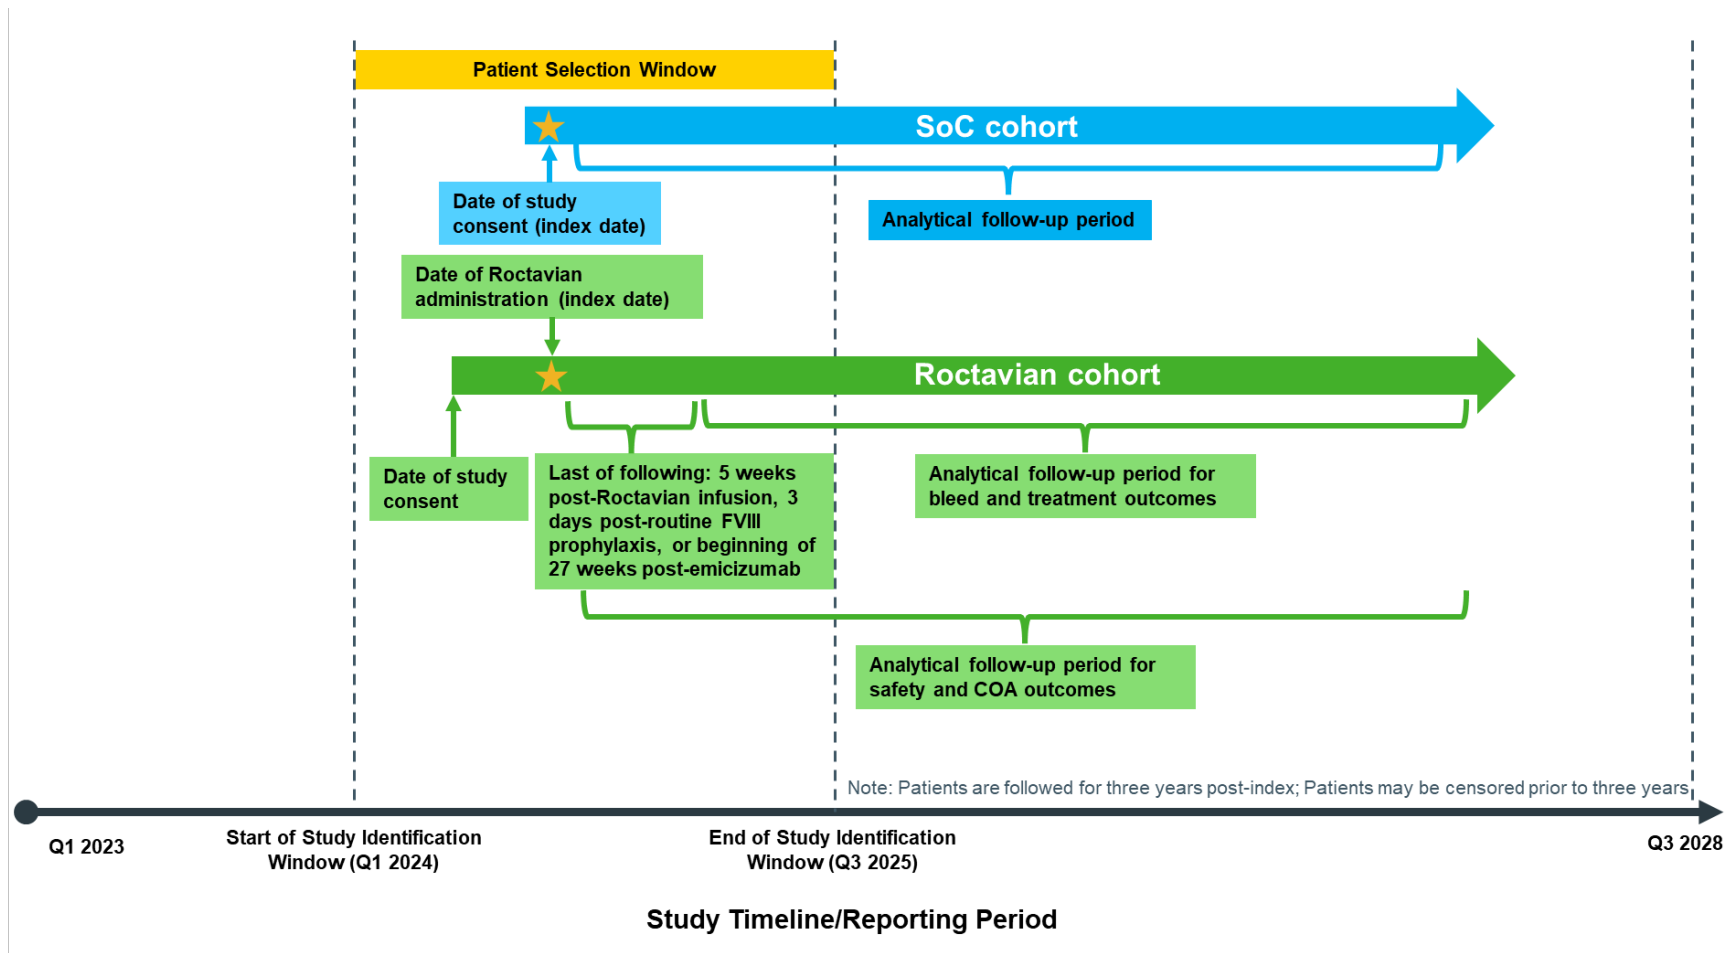 Patient Selection Window
SoC cohort
Date of study
consent (index date)
Analytical follow-up period
Date of Roctavian
administration (index date)
Roctavian cohort
Date of study
consent
Last of following: 5 weeks
post-Roctavian infusion, 3
days post-routine FVIII
prophylaxis, or beginning of
27 weeks post-emicizumab
Analytical follow-up period for
bleed and treatment outcomes
Analytical follow-up period for
safety and COA outcomes
Note: Patients are followed for three years post-index; Patients may be censored prior to three years
Q1 2023
Start of Study Identification
Window (Q1 2024)
End of Study Identification
Window (Q3 2025)
Q3 2028
Study Timeline/Reporting Period